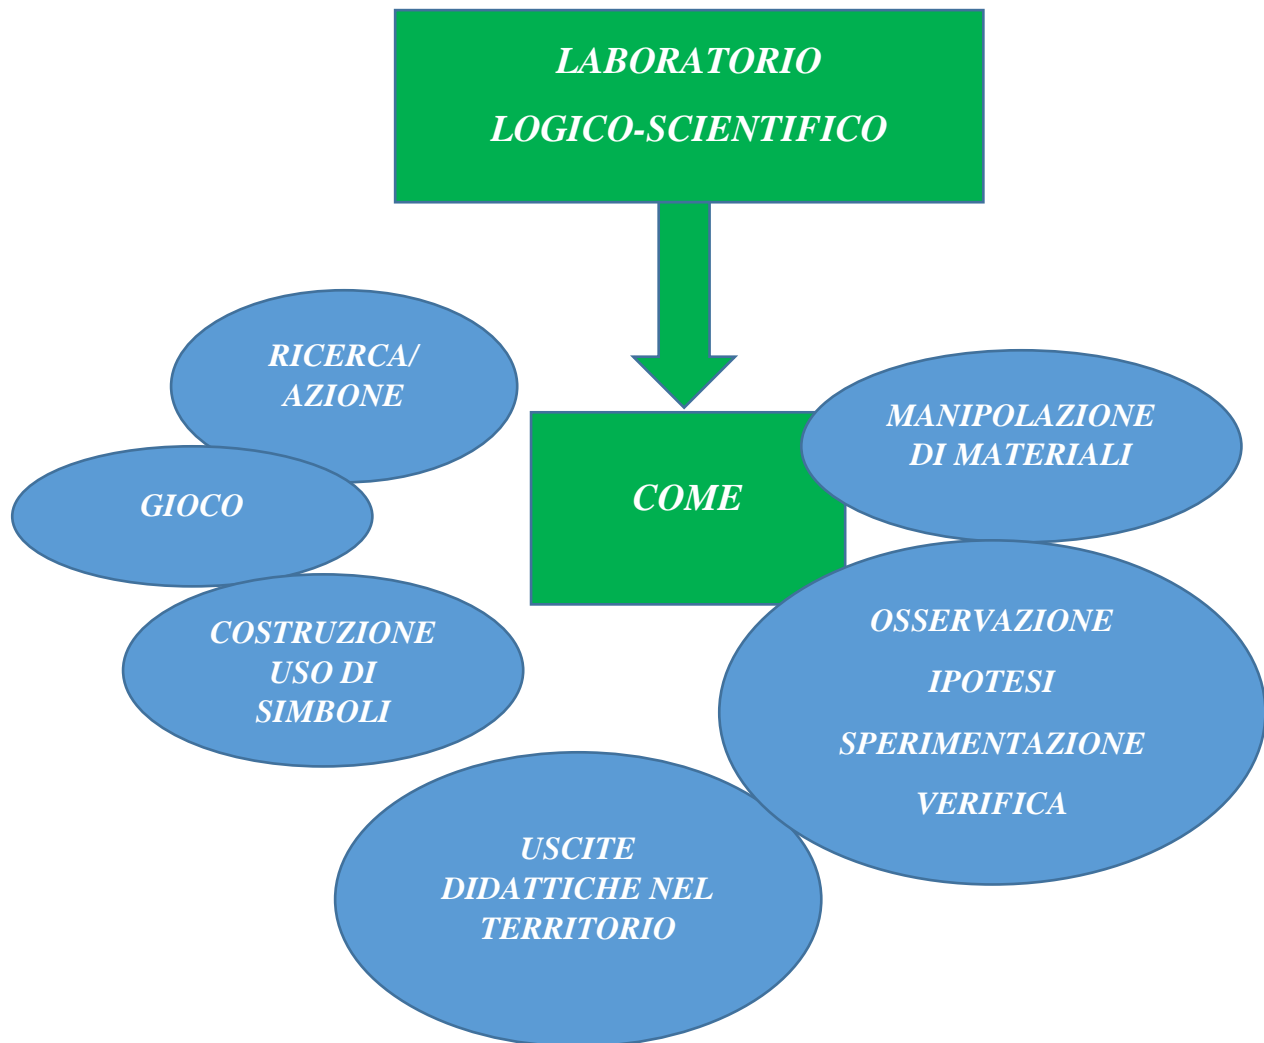 LABORATORIO
LOGICO-SCIENTIFICO
RICERCA/
AZIONE
GIOCO
COSTRUZIONE
USO DI
SIMBOLI
COME
MANIPOLAZIONE
DI MATERIALI
OSSERVAZIONE
IPOTESI
SPERIMENTAZIONE
VERIFICA
USCITE
DIDATTICHE NEL
TERRITORIO